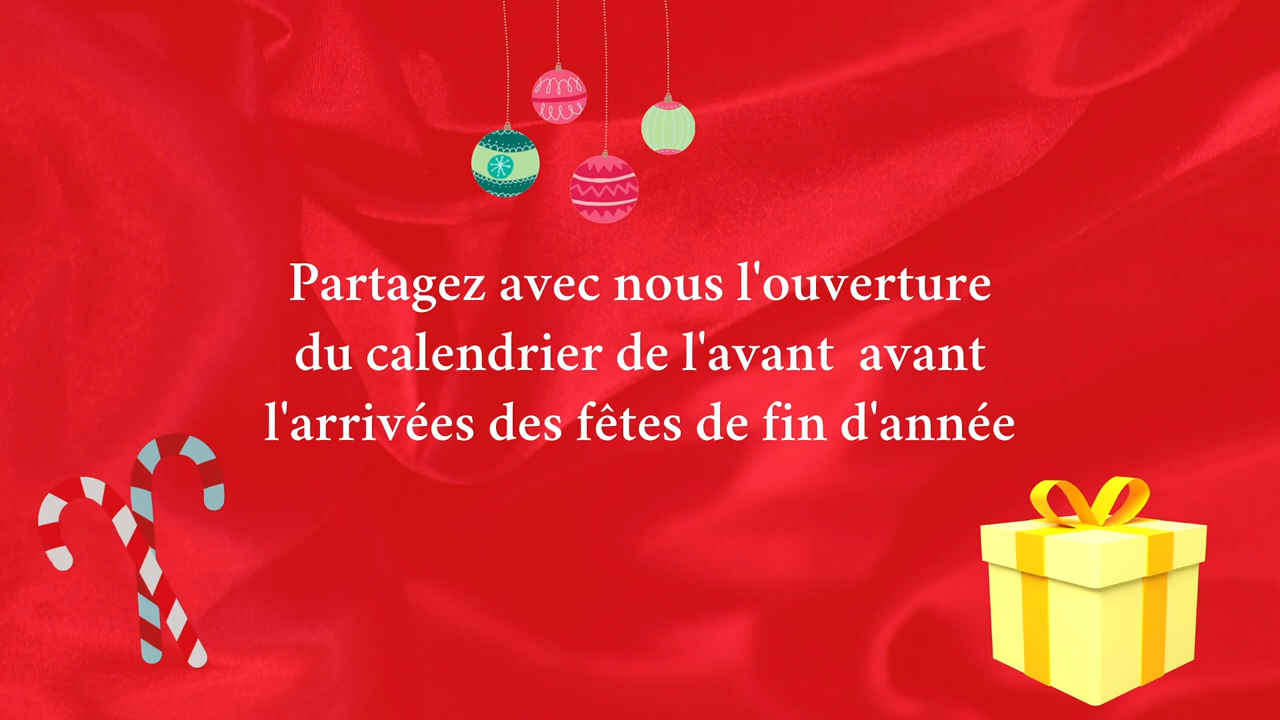 Partagez avec nous l'ouverture
du calendrier de l'avant  avant
l'arrivées des fêtes de fin d'année